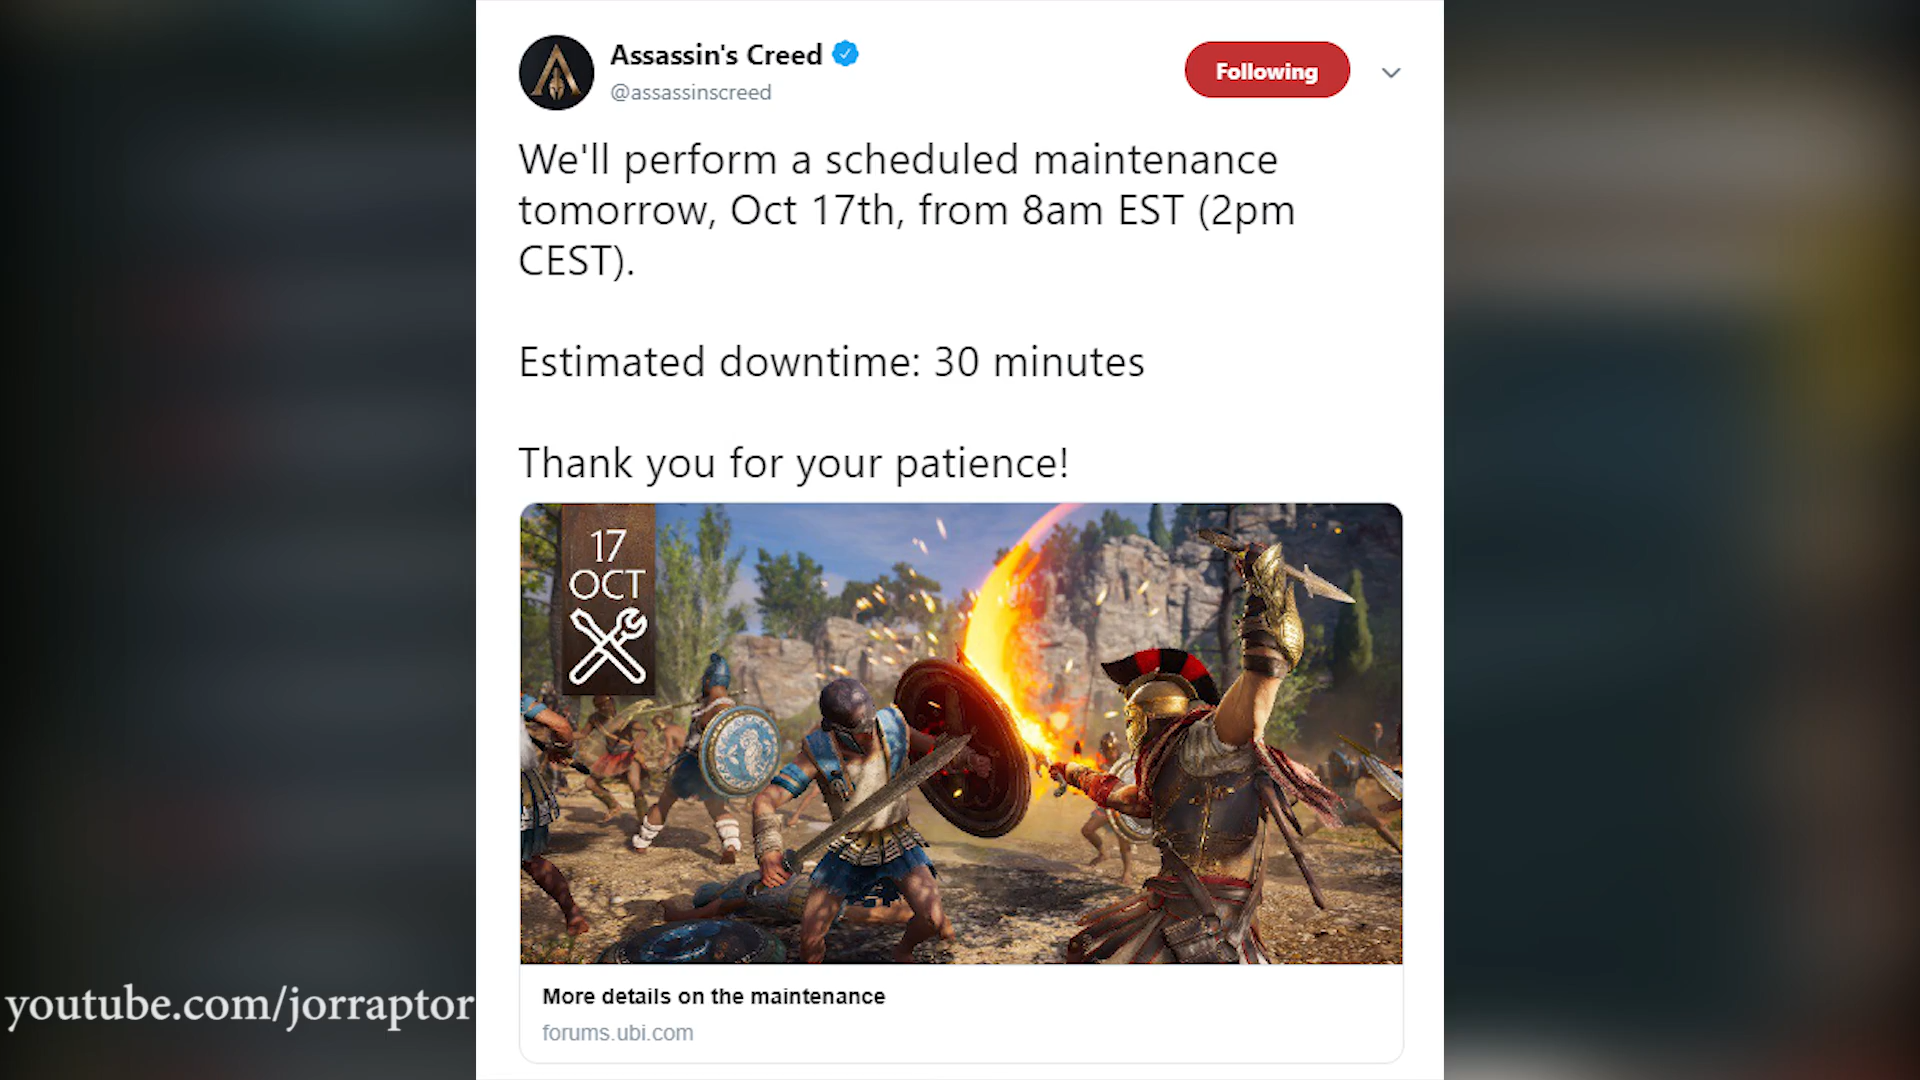 Assassin's Creed
@assassinscreed
Following
We'll perform a scheduled maintenance
tomorrow, Oct 17th, from 8am EST (2pm
CEST).
Estimated downtime: 30 minutes
Thank you for your patience!
17
OCT
More details on the maintenance
forums.ubi.com
youtube.com/jorraptor